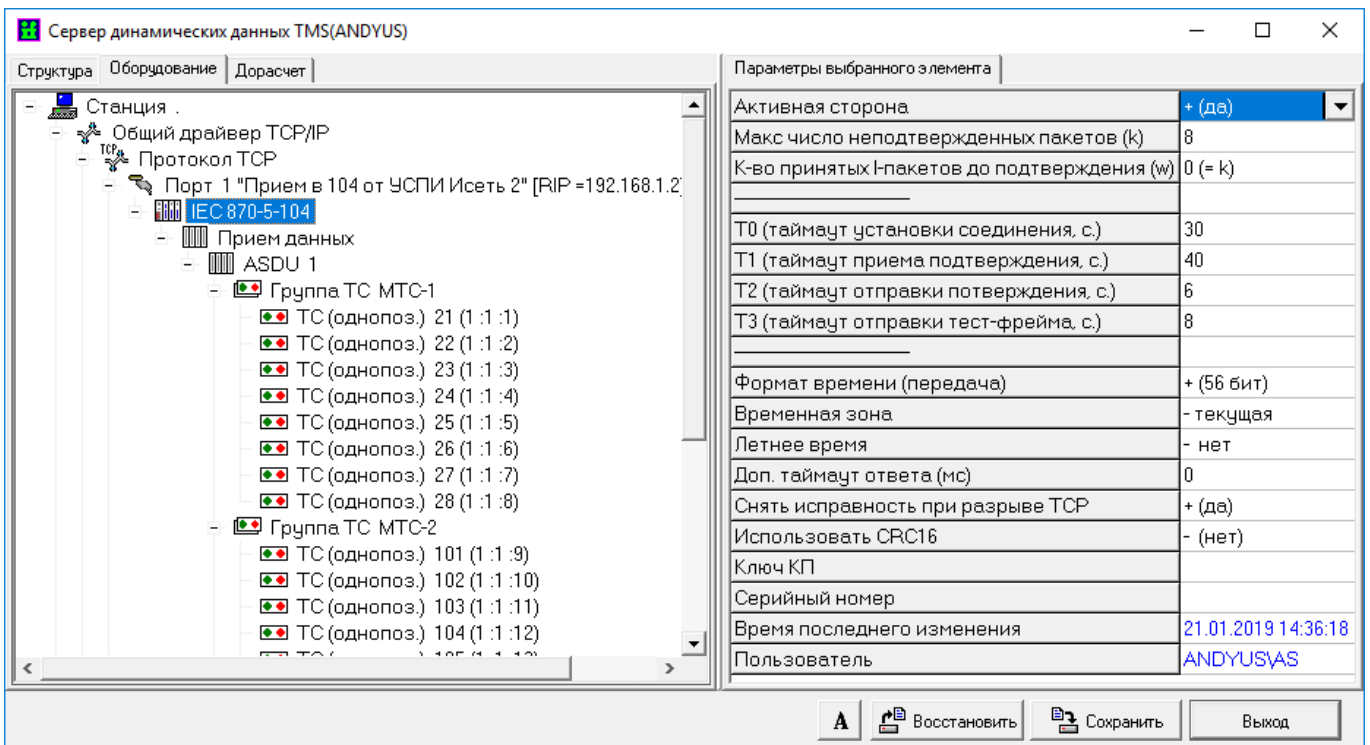 Сервер динамических данных TMS(ANDYUS)
Структура Оборудование Дорасчет
Станция .
Общий драйвер TCP/IP
TCP Протокол TCP
Порт 1 "Прием в 104 от УСПИ Исеть 2" [RIP =192.168.1.2]
IEC 870-5-104
Прием данных
ASDU 1
Группа ТС МТС-1
ТС (однопоз.) 21 (1 :1 :1)
ТС (однопоз.) 22 (1 :1 :2)
ТС (однопоз.) 23 (1 :1 :3)
ТС (однопоз.) 24 (1 :1 :4)
ТС (однопоз.) 25 (1 :1 :5)
ТС (однопоз.) 26 (1 :1 :6)
ТС (однопоз.) 27 (1 :1 :7)
ТС (однопоз.) 28 (1 :1 :8)
Группа ТС МТС-2
ТС (однопоз.) 101 (1 :1 :9)
ТС (однопоз.) 102 (1 :1 :10)
ТС (однопоз.) 103 (1 :1 :11)
ТС (однопоз.) 104 (1 :1 :12)
Параметры выбранного элемента
Активная сторона + (да)
Макс число неподтвержденных пакетов (k) 8
К-во принятых I-пакетов до подтверждения (w) 0 (= k)
T0 (таймаут установки соединения, с.) 30
T1 (таймаут приема подтверждения, с.) 40
T2 (таймаут отправки потверждения, с.) 6
T3 (таймаут отправки тест-фрейма, с.) 8
Формат времени (передача) + (56 бит)
Временная зона - текущая
Летнее время - нет
Доп. таймаут ответа (мс) 0
Снять исправность при разрыве TCP + (да)
Использовать CRC16 - (нет)
Ключ КП
Серийный номер
Время последнего изменения 21.01.2019 14:36:18
Пользователь ANDYUS\AS
A Восстановить Сохранить Выход